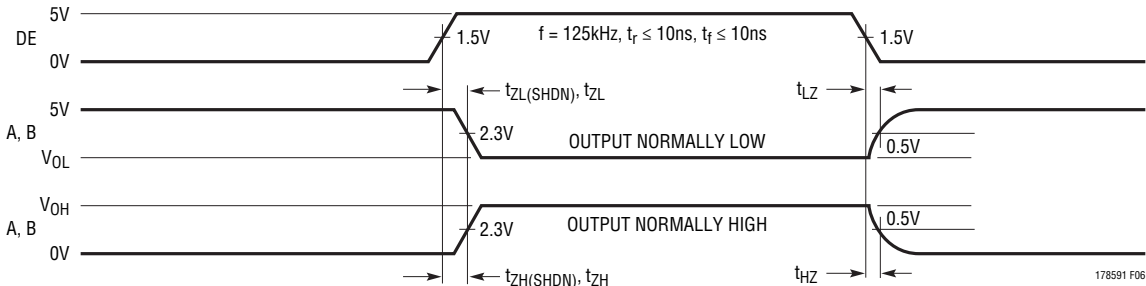 5V
DE
0V
1.5V
f = 125kHz, tr ≤ 10ns, tf ≤ 10ns
1.5V
5V
A, B
VOL
tZL(SHDN), tZL
2.3V
OUTPUT NORMALLY LOW
tLZ
0.5V
VOH
A, B
0V
2.3V
OUTPUT NORMALLY HIGH
0.5V
tZH(SHDN), tZH
tHZ
178591 F06